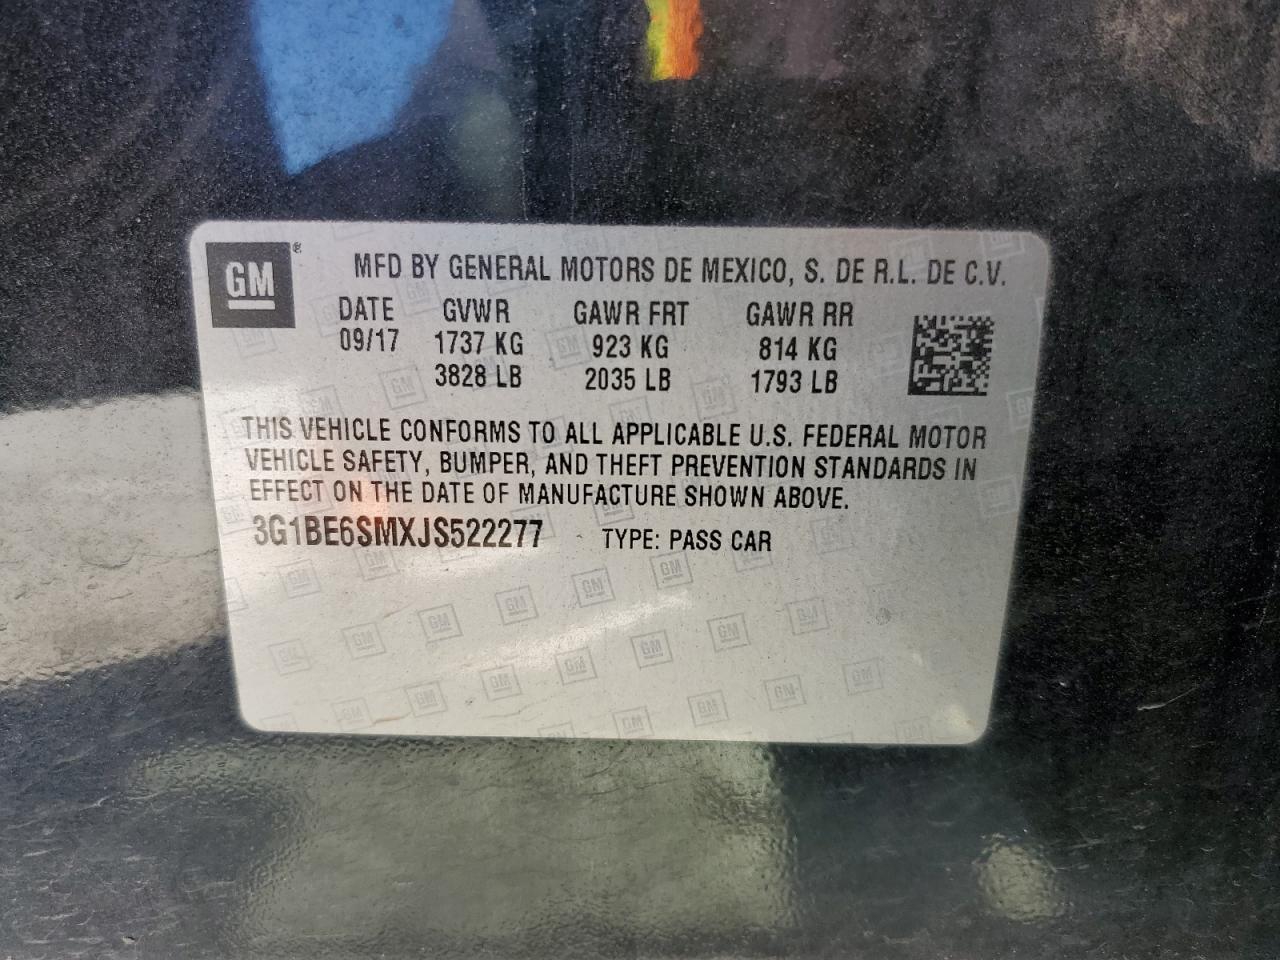 GM ®
MFD BY GENERAL MOTORS DE MEXICO, S. DE R.L. DE C.V.
DATE GVWR GAWR FRT GAWR RR
09/17 1737 KG 923 KG 814 KG
3828 LB 2035 LB 1793 LB
THIS VEHICLE CONFORMS TO ALL APPLICABLE U.S. FEDERAL MOTOR
VEHICLE SAFETY, BUMPER, AND THEFT PREVENTION STANDARDS IN
EFFECT ON THE DATE OF MANUFACTURE SHOWN ABOVE.
3G1BE6SMXJS522277 TYPE: PASS CAR